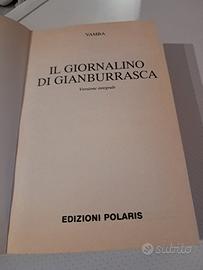 VAMBA
IL GIORNALINO
DI GIANBURRASCA
Versione integrale
EDIZIONI POLARIS
subito